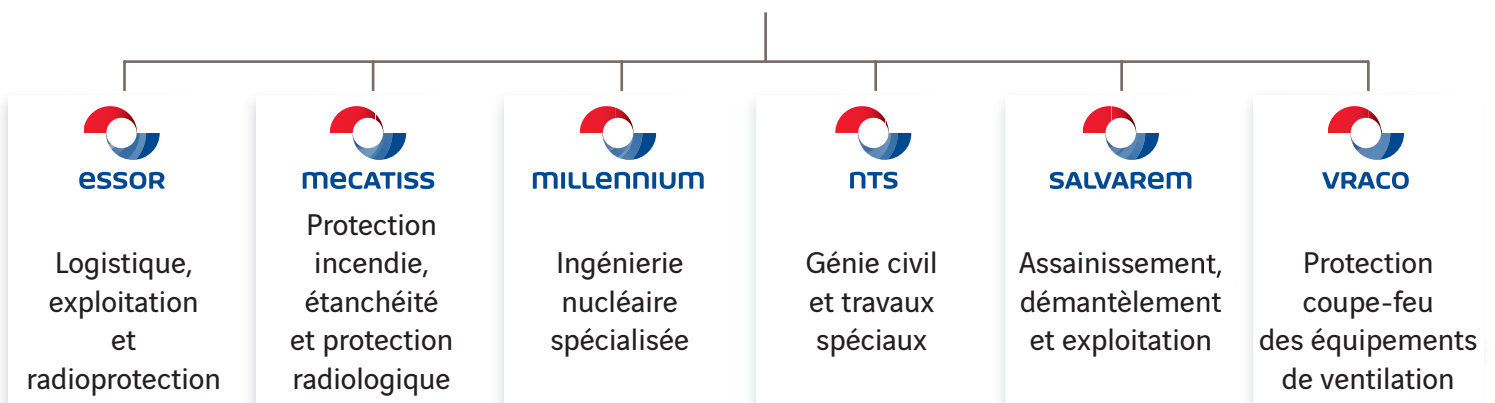 essor
Logistique,
exploitation
et
radioprotection
mecatiss
Protection
incendie,
étanchéité
et protection
radiologique
millennium
Ingénierie
nucléaire
spécialisée
nts
Génie civil
et travaux
spéciaux
salvarem
Assainissement,
démantèlement
et exploitation
vraco
Protection
coupe-feu
des équipements
de ventilation